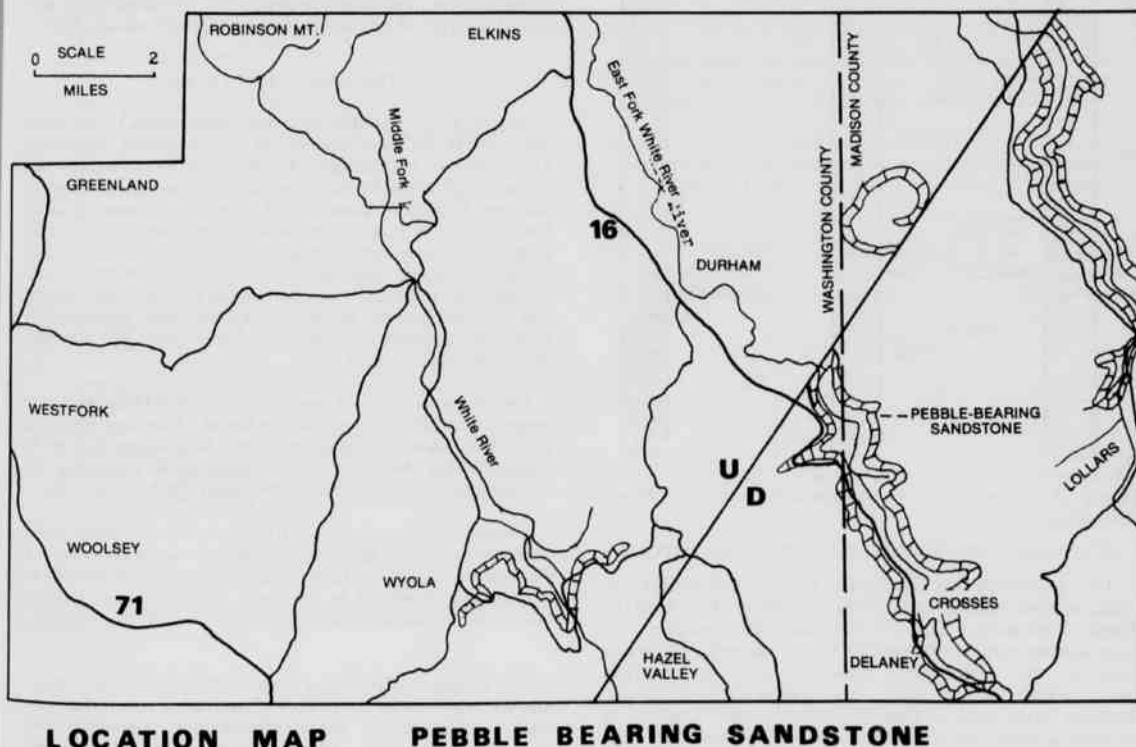 ROBINSON MT.
ELKINS
0 SCALE 2
MILES
East Fork White River
River
WASHINGTON COUNTY
MADISON COUNTY
Middle Fork
GREENLAND
16
DURHAM
WESTFORK
White River
PEBBLE-BEARING
SANDSTONE
LOLLARS
U
D
WOOLSEY
WYOLA
71
CROSSES
HAZEL
VALLEY
DELANEY
LOCATION MAP PEBBLE BEARING SANDSTONE